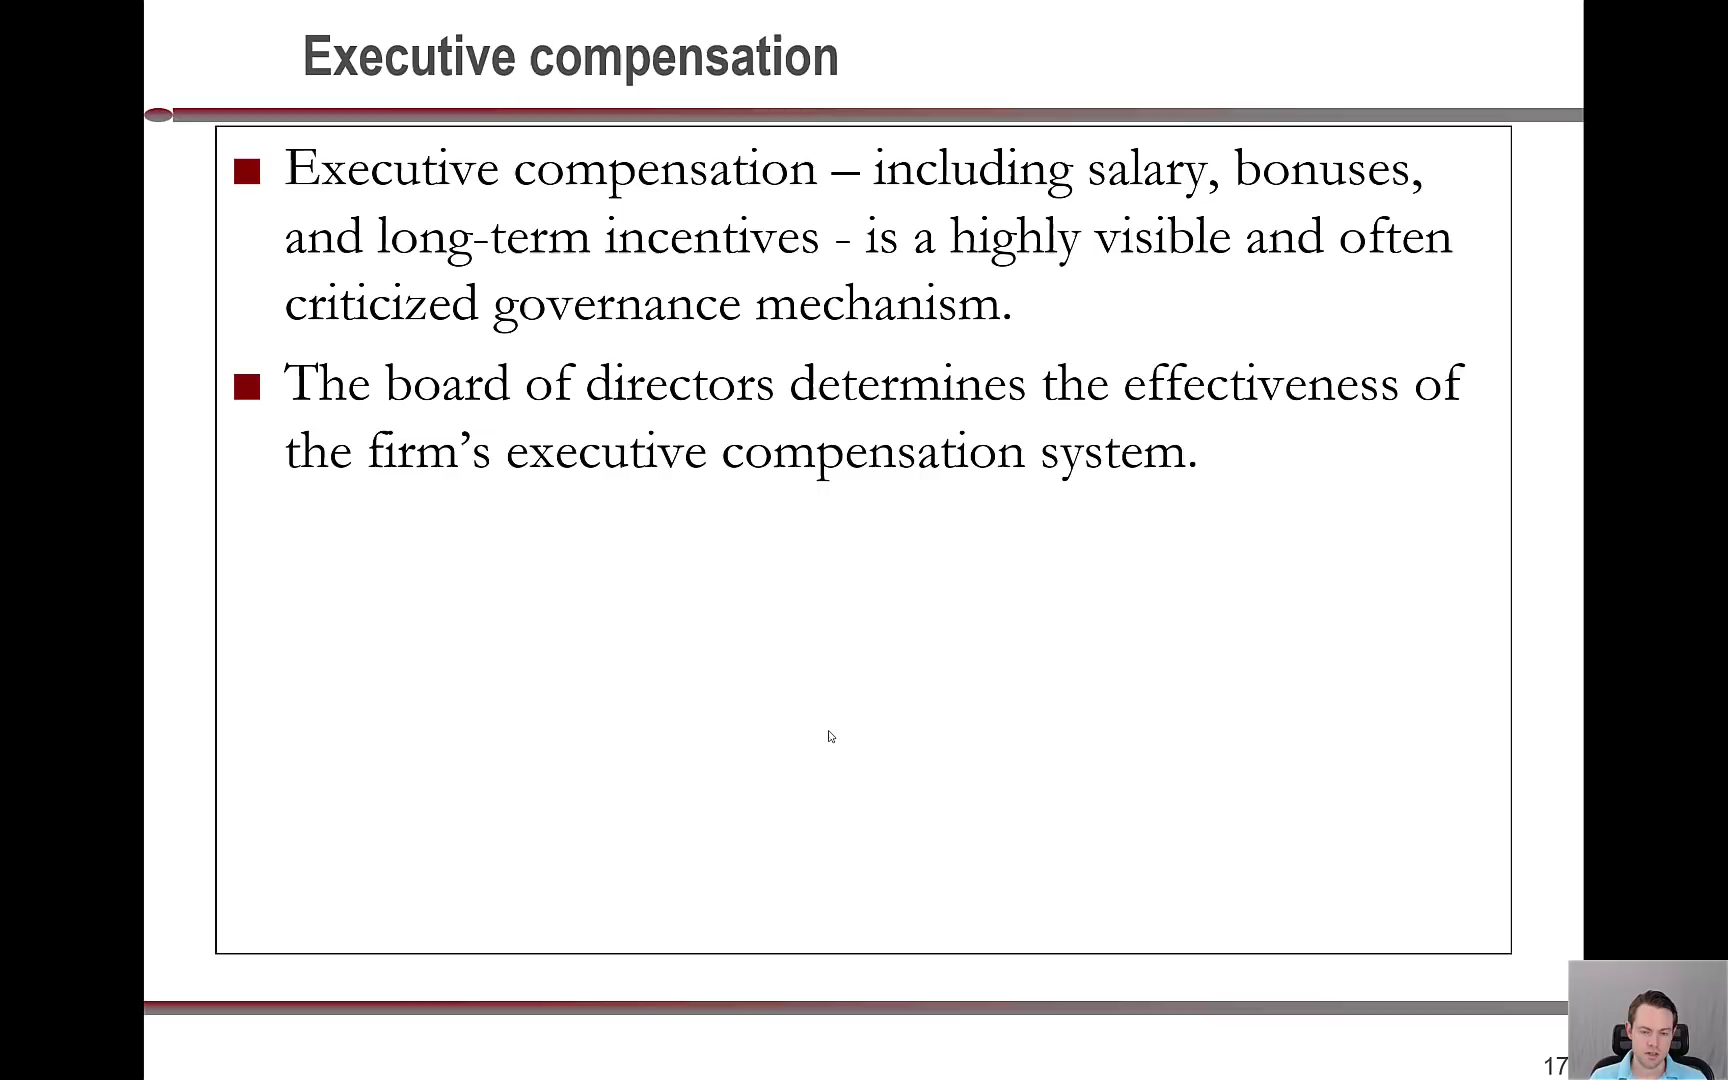 Executive compensation
Executive compensation – including salary, bonuses,
and long-term incentives - is a highly visible and often
criticized governance mechanism.
The board of directors determines the effectiveness of
the firm’s executive compensation system.
17